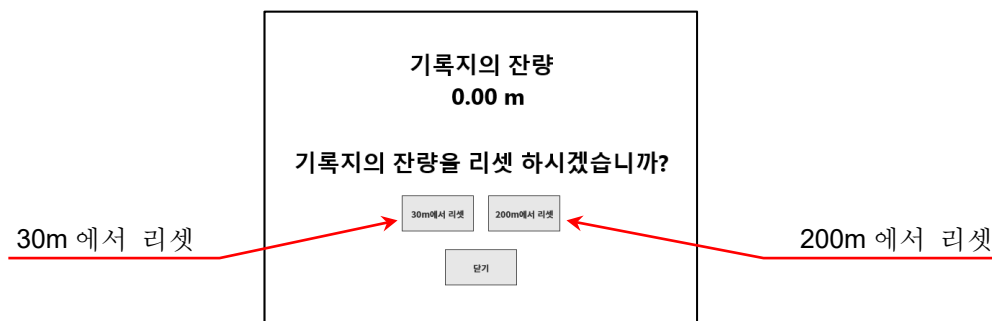 기록지의 잔량
0.00 m
기록지의 잔량을 리셋 하시겠습니까?
30m에서 리셋 200m에서 리셋
30m 에서 리셋
200m 에서 리셋
닫기